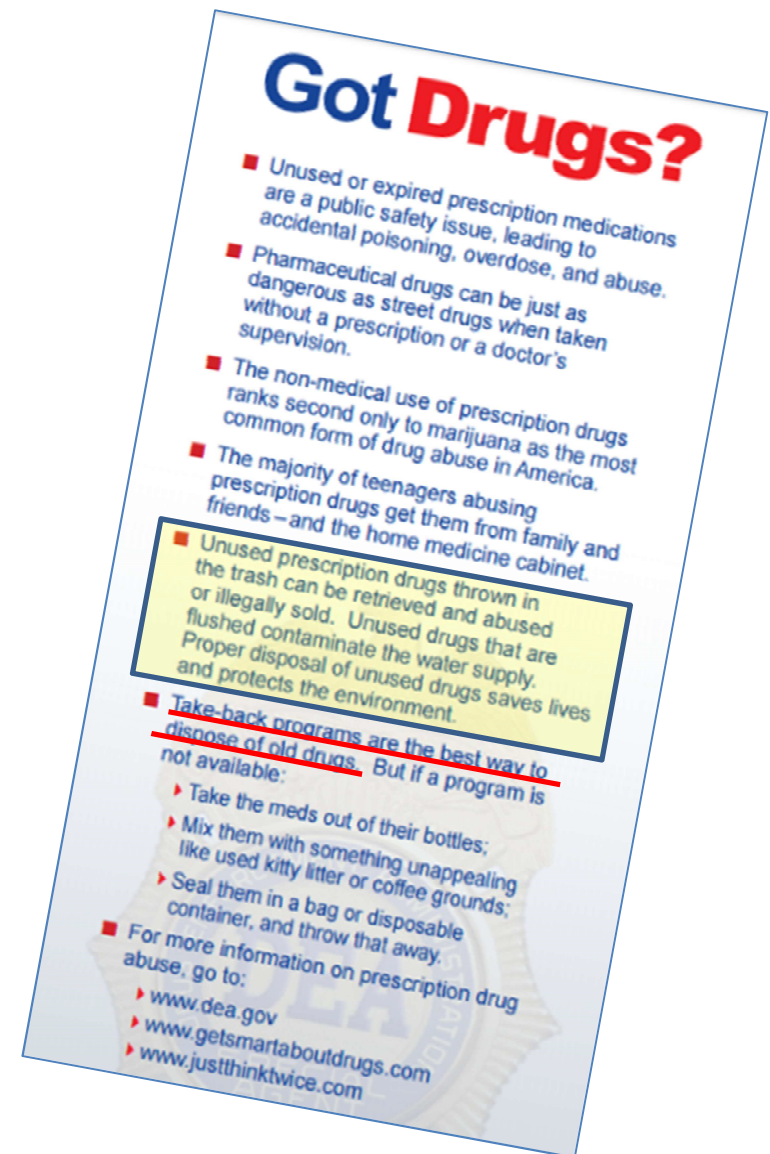 Got Drugs?
Unused or expired prescription medications
are a public safety issue, leading to
accidental poisoning, overdose, and abuse.
Pharmaceutical drugs can be just as
dangerous as street drugs when taken
without a prescription or a doctor's
supervision.
The non-medical use of prescription drugs
ranks second only to marijuana as the most
common form of drug abuse in America.
The majority of teenagers abusing
prescription drugs get them from family and
friends – and the home medicine cabinet.
Unused prescription drugs thrown in
the trash can be retrieved and abused
or illegally sold. Unused drugs that are
flushed contaminate the water supply.
Proper disposal of unused drugs saves lives
and protects the environment.
Take-back programs are the best way to
dispose of old drugs. But if a program is
not available:
Take the meds out of their bottles;
Mix them with something unappealing
like used kitty litter or coffee grounds;
Seal them in a bag or disposable
container, and throw that away.
For more information on prescription drug
abuse, go to:
www.dea.gov
www.getsmartaboutdrugs.com
www.justthinktwice.com
DEA
SPECIAL
AGENT